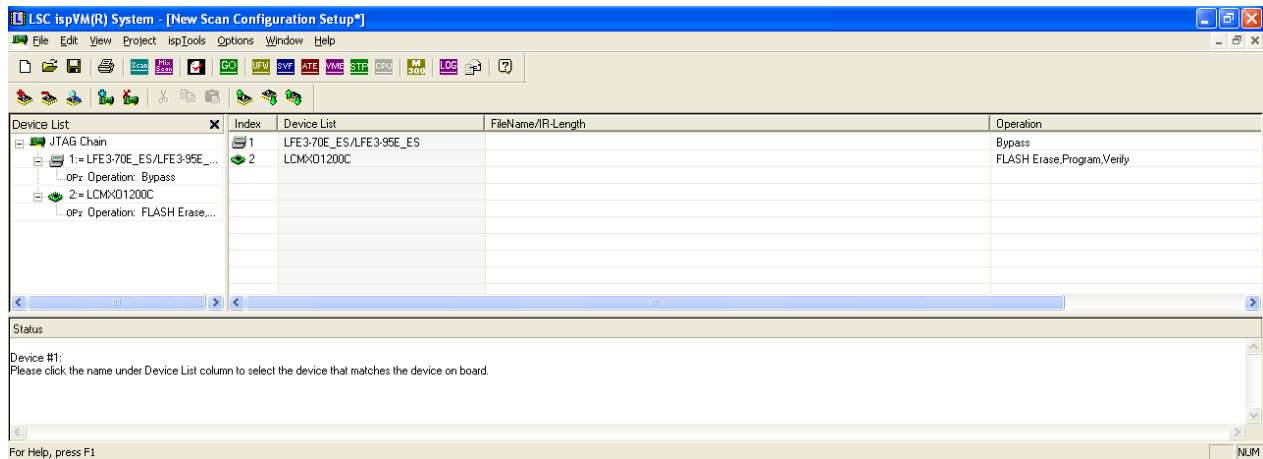 LSC ispVM(R) System - [New Scan Configuration Setup*]
File Edit View Project ispTools Options Window Help
Scan Mix Scan GO UFW SVF ATE VME STP CPU M 300 LOG
Device List Index Device List FileName/IR-Length Operation
JTAG Chain 1 LFE3-70E_ES/LFE3-95E_ES Bypass
1:= LFE3-70E_ES/LFE3-95E_... 2 LCMXO1200C FLASH Erase,Program,Verify
OPr Operation: Bypass
2:= LCMXO1200C
OPr Operation: FLASH Erase,...
Status
Device #1:
Please click the name under Device List column to select the device that matches the device on board.
For Help, press F1 NUM